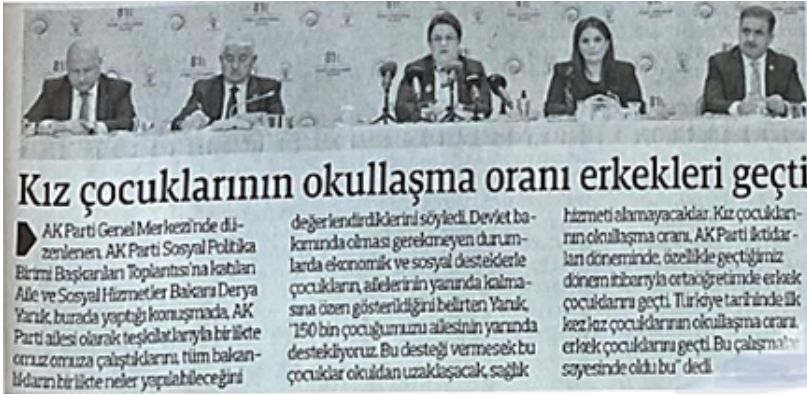 Kız çocuklarının okullaşma oranı erkekleri geçti
AK Parti Genel Merkezi'nde dü-
zenlenen, AK Parti Sosyal Politika
Birimi Başkanları Toplantısı'na katılan
Aile ve Sosyal Hizmetler Bakanı Derya
Yanık, burada yaptığı konuşmada, AK
Parti ailesi olarak teşkilatlarıyla birlikte
omuz omuza çalıştıklarını, tüm bakan-
lıkların birlikte neler yapılabileceğini
değerlendirdiklerini söyledi. Devlet ba-
kımında olması gerekmeyen durum-
larda ekonomik ve sosyal desteklerle
çocukların, ailelerinin yanında kalma-
sına özen gösterildiğini belirten Yanık,
"150 bin çocuğumuzu ailesinin yanında
destekliyoruz. Bu desteği vermesek bu
çocuklar okuldan uzaklaşacak, sağlık
hizmeti alamayacaklar. Kız çocukları-
nın okullaşma oranı, AK Parti iktidar-
ları döneminde, özellikle geçtiğimiz
dönem itibarıyla ortaöğretimde erkek
çocuklarını geçti. Türkiye tarihinde ilk
kez kız çocuklarının okullaşma oranı,
erkek çocuklarını geçti. Bu çalışmalar
sayesinde oldu bu" dedi.